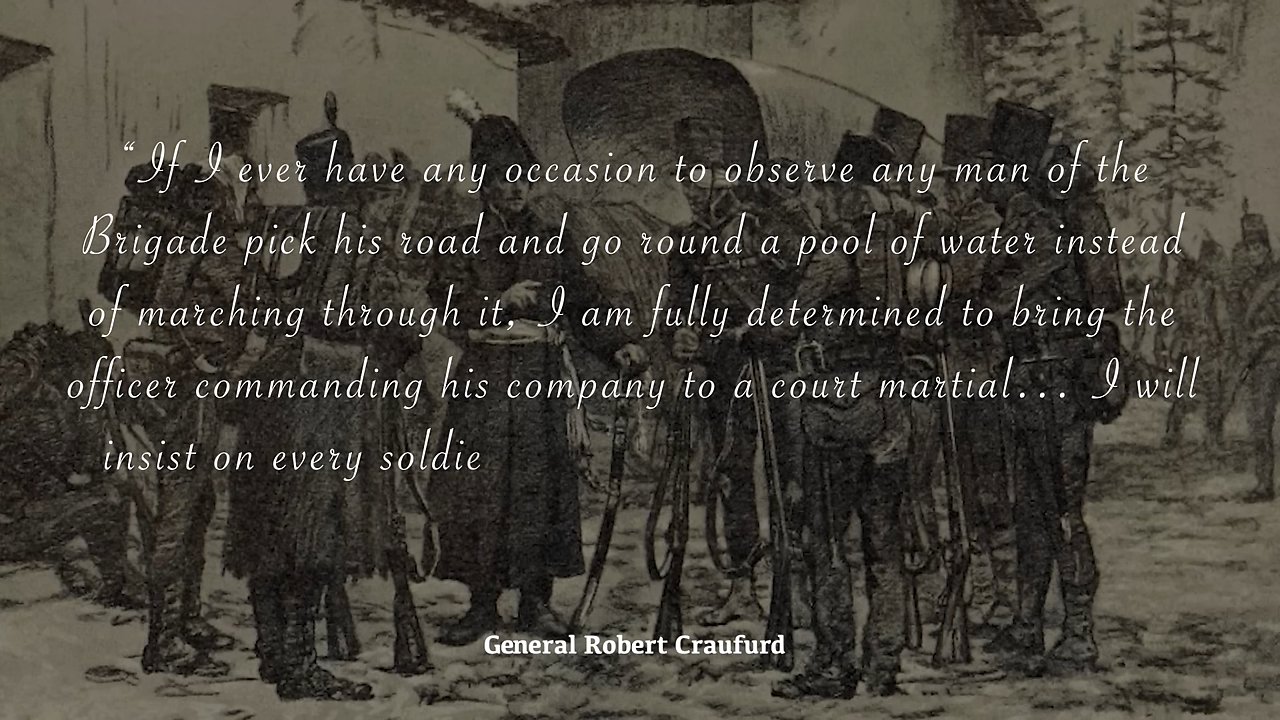 “If I ever have any occasion to observe any man of the
Brigade pick his road and go round a pool of water instead
of marching through it, I am fully determined to bring the
officer commanding his company to a court martial... I will
insist on every soldie
General Robert Craufurd